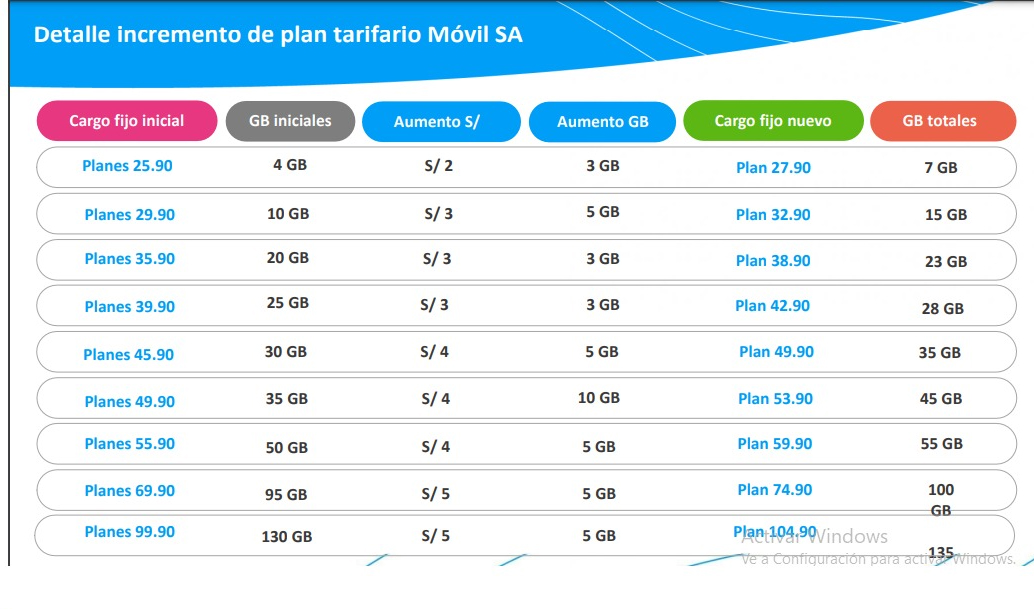 Detalle incremento de plan tarifario Móvil SA
Cargo fijo inicial GB iniciales Aumento S/ Aumento GB Cargo fijo nuevo GB totales
Planes 25.90 4 GB S/ 2 3 GB Plan 27.90 7 GB
Planes 29.90 10 GB S/ 3 5 GB Plan 32.90 15 GB
Planes 35.90 20 GB S/ 3 3 GB Plan 38.90 23 GB
Planes 39.90 25 GB S/ 3 3 GB Plan 42.90 28 GB
Planes 45.90 30 GB S/ 4 5 GB Plan 49.90 35 GB
Planes 49.90 35 GB S/ 4 10 GB Plan 53.90 45 GB
Planes 55.90 50 GB S/ 4 5 GB Plan 59.90 55 GB
Planes 69.90 95 GB S/ 5 5 GB Plan 74.90 100
GB
Planes 99.90 130 GB S/ 5 5 GB Plan 104.90 135
Activar Windows
Ve a Configuración para activar Windows.